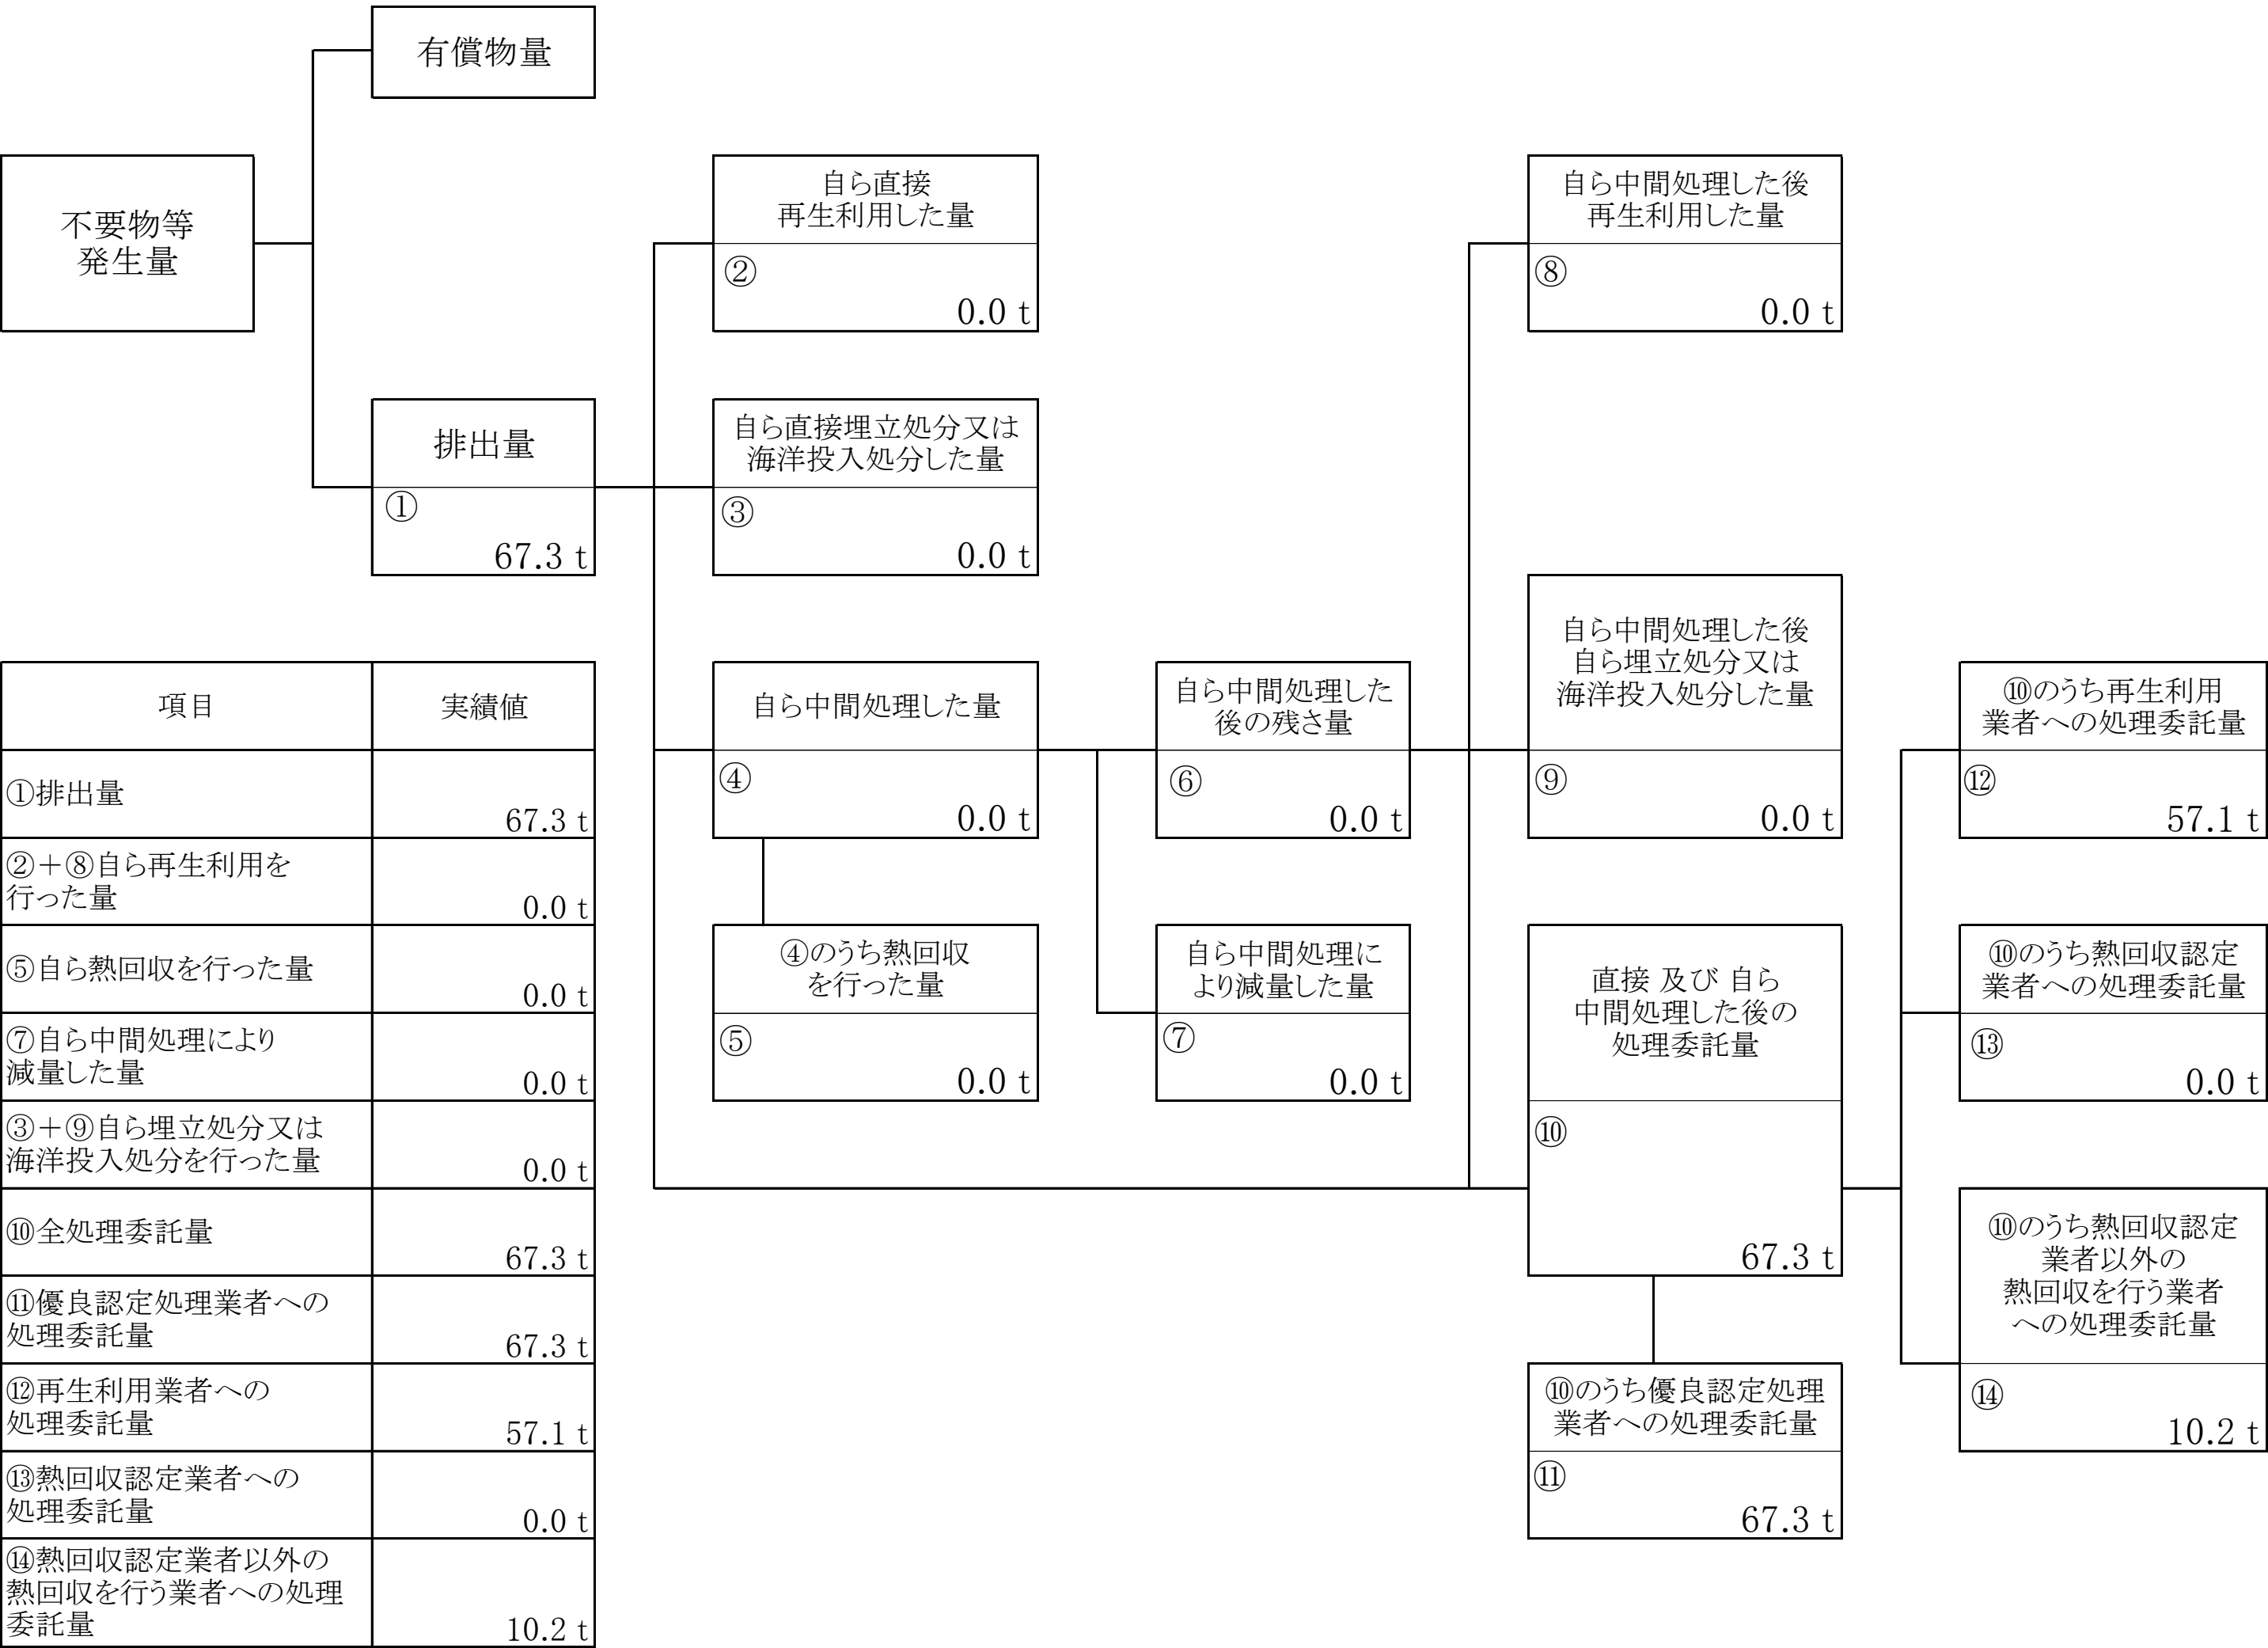 有償物量
不要物等
発生量
自ら直接
再生利用した量
②
0.0 t
自ら中間処理した後
再生利用した量
⑧
0.0 t
排出量
①
67.3 t
自ら直接埋立処分又は
海洋投入処分した量
③
0.0 t
自ら中間処理した量
④
0.0 t
自ら中間処理した
後の残さ量
⑥
0.0 t
自ら中間処理した後
自ら埋立処分又は
海洋投入処分した量
⑨
0.0 t
⑩のうち再生利用
業者への処理委託量
⑫
57.1 t
④のうち熱回収
を行った量
⑤
0.0 t
自ら中間処理に
より減量した量
⑦
0.0 t
直接 及び 自ら
中間処理した後の
処理委託量
⑩
67.3 t
⑩のうち熱回収認定
業者への処理委託量
⑬
0.0 t
⑩のうち熱回収認定
業者以外の
熱回収を行う業者
への処理委託量
⑭
10.2 t
⑩のうち優良認定処理
業者への処理委託量
⑪
67.3 t
項目 実績値
①排出量
67.3 t
②＋⑧自ら再生利用を
行った量
0.0 t
⑤自ら熱回収を行った量
0.0 t
⑦自ら中間処理により
減量した量
0.0 t
③＋⑨自ら埋立処分又は
海洋投入処分を行った量
0.0 t
⑩全処理委託量
67.3 t
⑪優良認定処理業者への
処理委託量
67.3 t
⑫再生利用業者への
処理委託量
57.1 t
⑬熱回収認定業者への
処理委託量
0.0 t
⑭熱回収認定業者以外の
熱回収を行う業者への処理
委託量
10.2 t